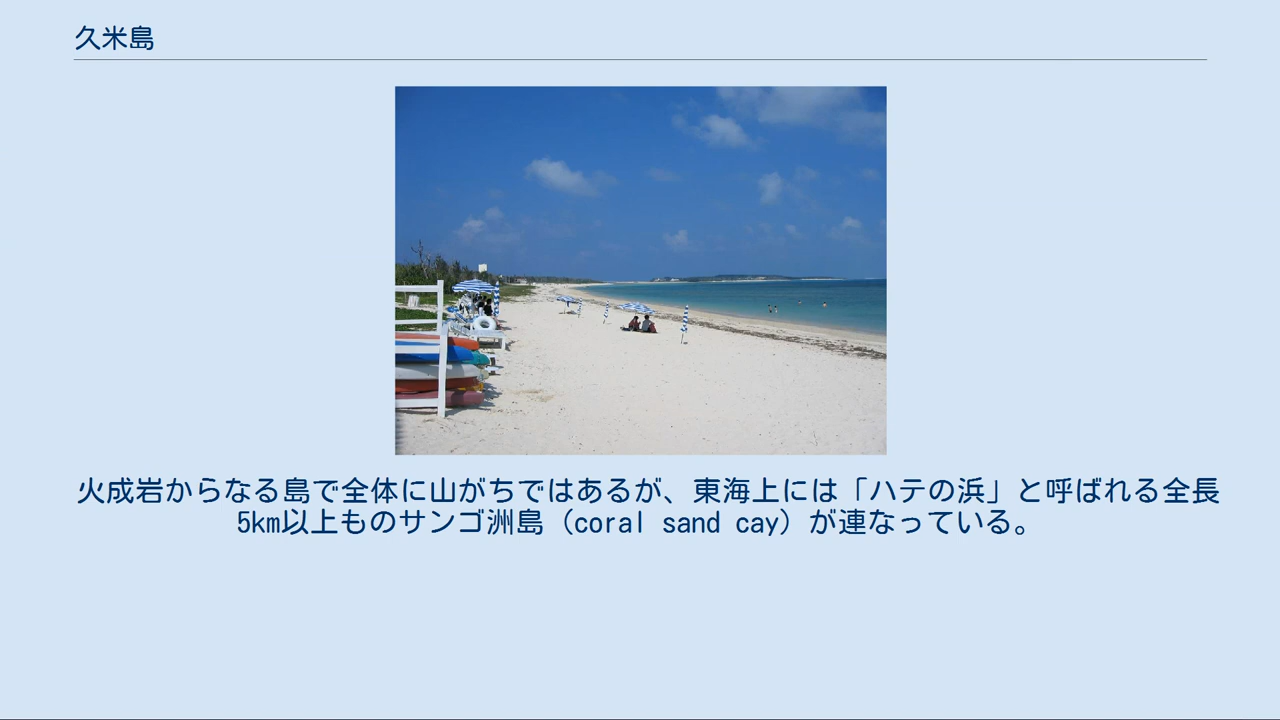 久米島
火成岩からなる島で全体に山がちではあるが、東海上には「ハテの浜」と呼ばれる全長
5km以上ものサンゴ洲島（coral sand cay）が連なっている。